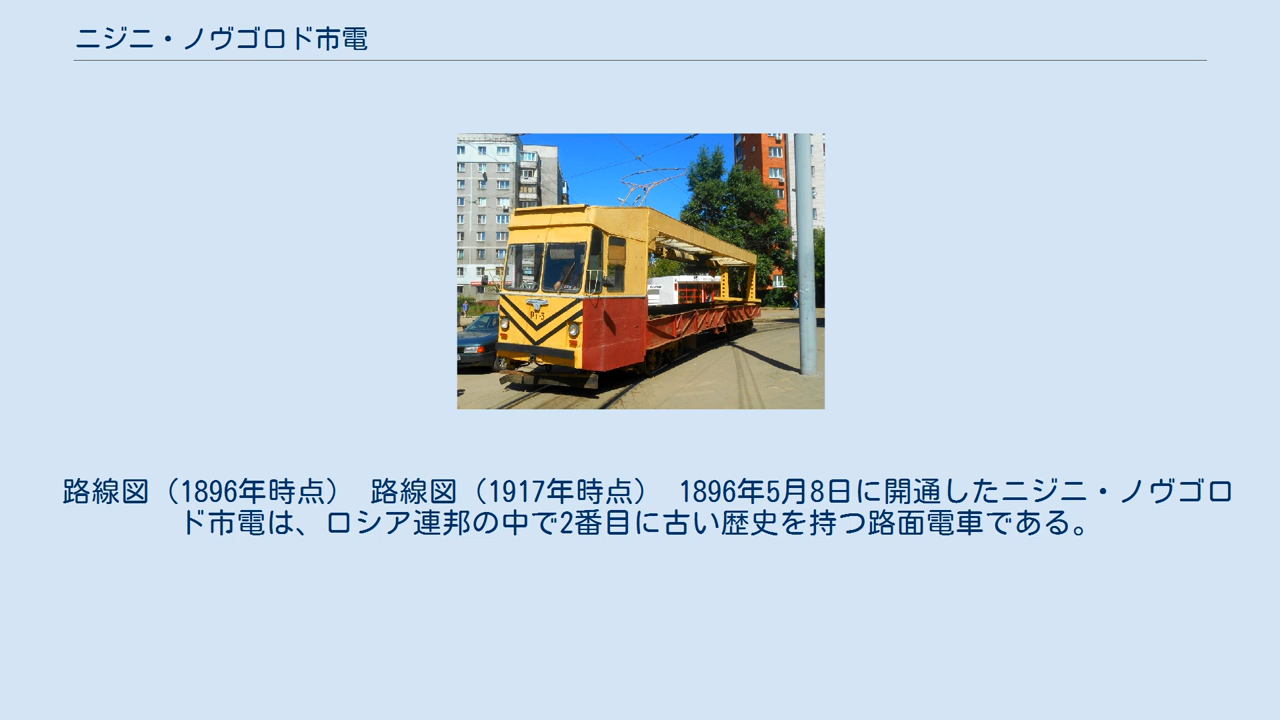 ニジニ・ノヴゴロド市電
РТ-3
路線図（1896年時点）　路線図（1917年時点）　1896年5月8日に開通したニジニ・ノヴゴロ
ド市電は、ロシア連邦の中で2番目に古い歴史を持つ路面電車である。